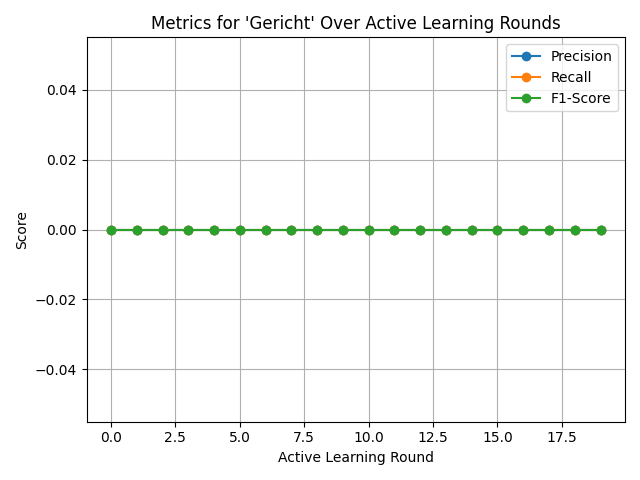 Metrics for 'Gericht' Over Active Learning Rounds
Precision
Recall
F1-Score
0.04
0.02
0.00
−0.02
−0.04
Score
0.0 2.5 5.0 7.5 10.0 12.5 15.0 17.5
Active Learning Round